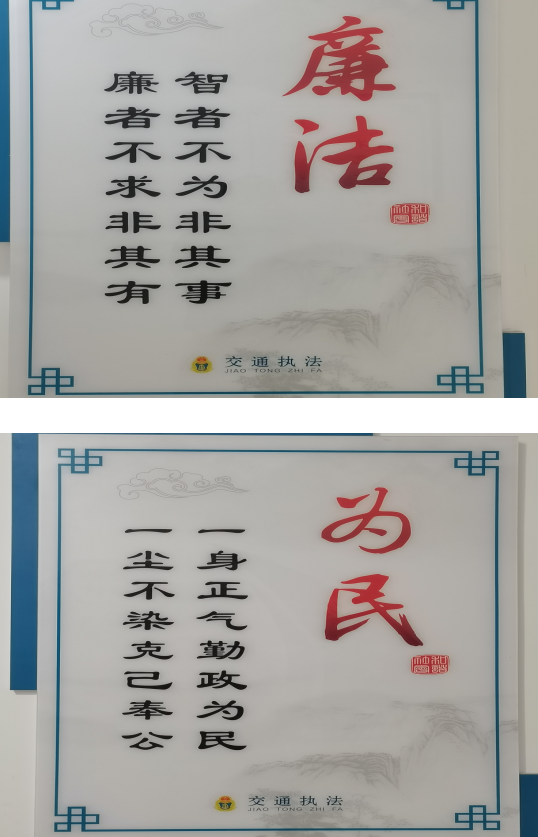 廉洁
智者不为非其事
廉者不求非其有
交通执法
JIAO TONG ZHI FA
为民
一身正气勤政为民
一尘不染克己奉公
交通执法
JIAO TONG ZHI FA